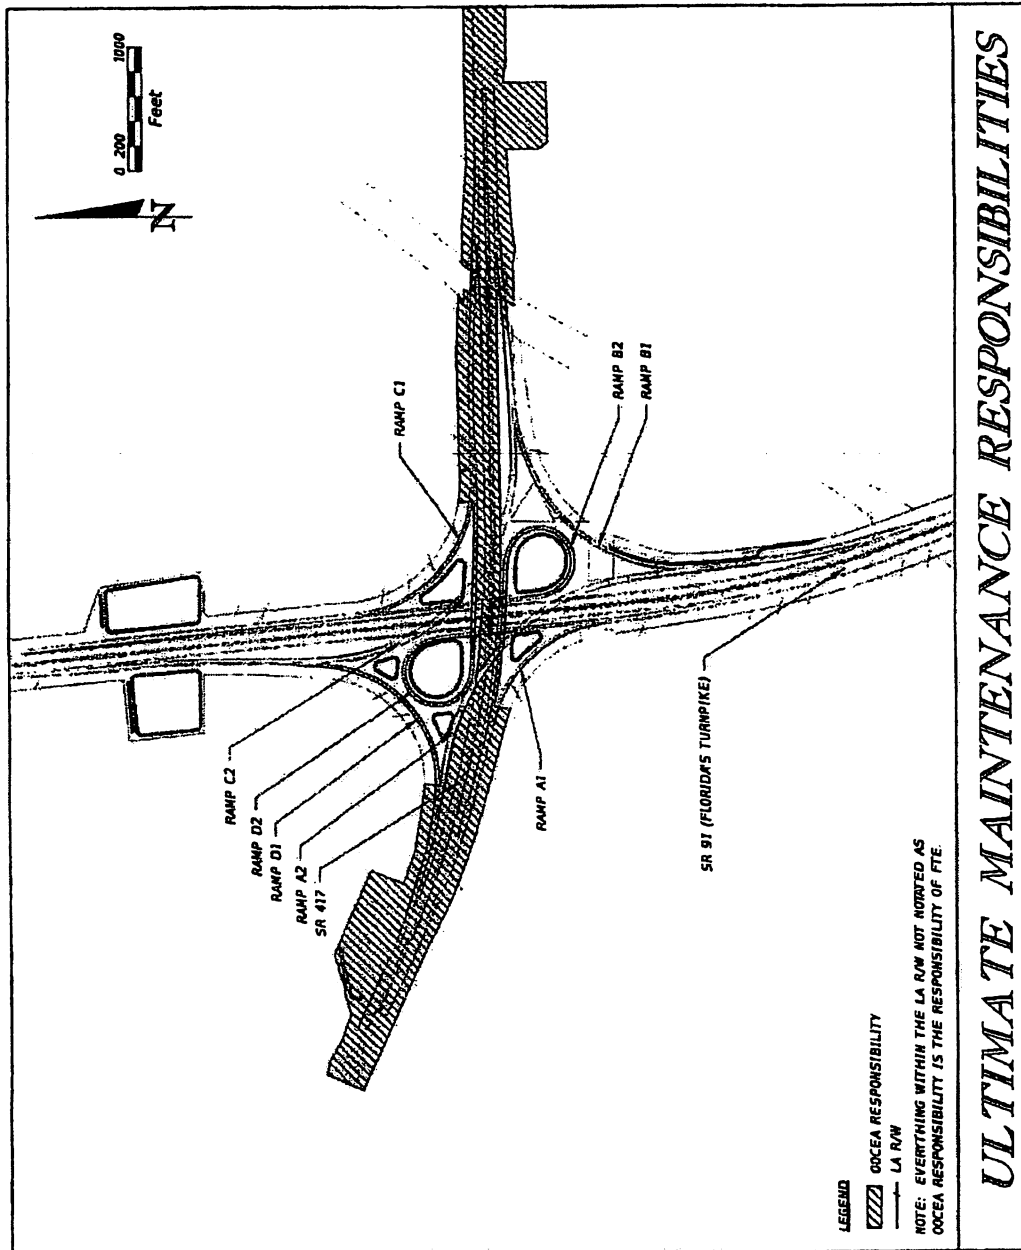 0 200 1000
Feet
N
RAMP C1
RAMP B2
RAMP B1
RAMP C2
RAMP D2
RAMP D1
RAMP A2
SR 417
RAMP A1
SR 91 (FLORIDA'S TURNPIKE)
LEGEND
OOCEA RESPONSIBILITY
LA R/W
NOTE: EVERYTHING WITHIN THE LA R/W NOT NOTATED AS
OOCEA RESPONSIBILITY IS THE RESPONSIBILITY OF FTE.
ULTIMATE MAINTENANCE RESPONSIBILITIES